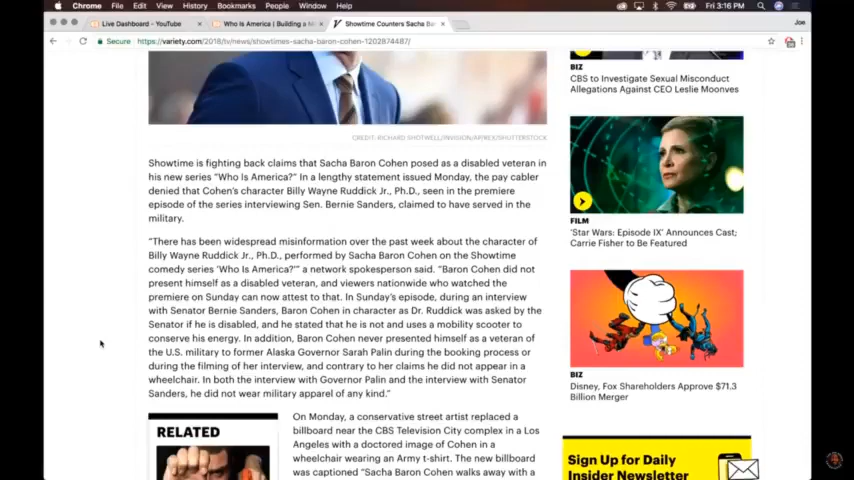 Chrome File Edit View History Bookmarks People Window Help
Fri 3:16 PM
Live Dashboard - YouTube
Who Is America | Building a M
Showtime Counters Sacha Ba
Joe
Secure https://variety.com/2018/tv/news/showtimes-sacha-baron-cohen-1202874487/
CREDIT: RICHARD SHOTWELL/INVISION/AP/REX/SHUTTERSTOCK
Showtime is fighting back claims that Sacha Baron Cohen posed as a disabled veteran in
his new series "Who Is America?" In a lengthy statement issued Monday, the pay cabler
denied that Cohen's character Billy Wayne Ruddick Jr., Ph.D., seen in the premiere
episode of the series interviewing Sen. Bernie Sanders, claimed to have served in the
military.
"There has been widespread misinformation over the past week about the character of
Billy Wayne Ruddick Jr., Ph.D., performed by Sacha Baron Cohen on the Showtime
comedy series 'Who Is America?'" a network spokesperson said. "Baron Cohen did not
present himself as a disabled veteran, and viewers nationwide who watched the
premiere on Sunday can now attest to that. In Sunday's episode, during an interview
with Senator Bernie Sanders, Baron Cohen in character as Dr. Ruddick was asked by the
Senator if he is disabled, and he stated that he is not and uses a mobility scooter to
conserve his energy. In addition, Baron Cohen never presented himself as a veteran of
the U.S. military to former Alaska Governor Sarah Palin during the booking process or
during the filming of her interview, and contrary to her claims he did not appear in a
wheelchair. In both the interview with Governor Palin and the interview with Senator
Sanders, he did not wear military apparel of any kind."
RELATED
On Monday, a conservative street artist replaced a
billboard near the CBS Television City complex in a Los
Angeles with a doctored image of Cohen in a
wheelchair wearing an Army t-shirt. The new billboard
was captioned "Sacha Baron Cohen walks away with a
BIZ
CBS to Investigate Sexual Misconduct
Allegations Against CEO Leslie Moonves
FILM
'Star Wars: Episode IX' Announces Cast;
Carrie Fisher to Be Featured
BIZ
Disney, Fox Shareholders Approve $71.3
Billion Merger
Sign Up for Daily
Insider Newsletter